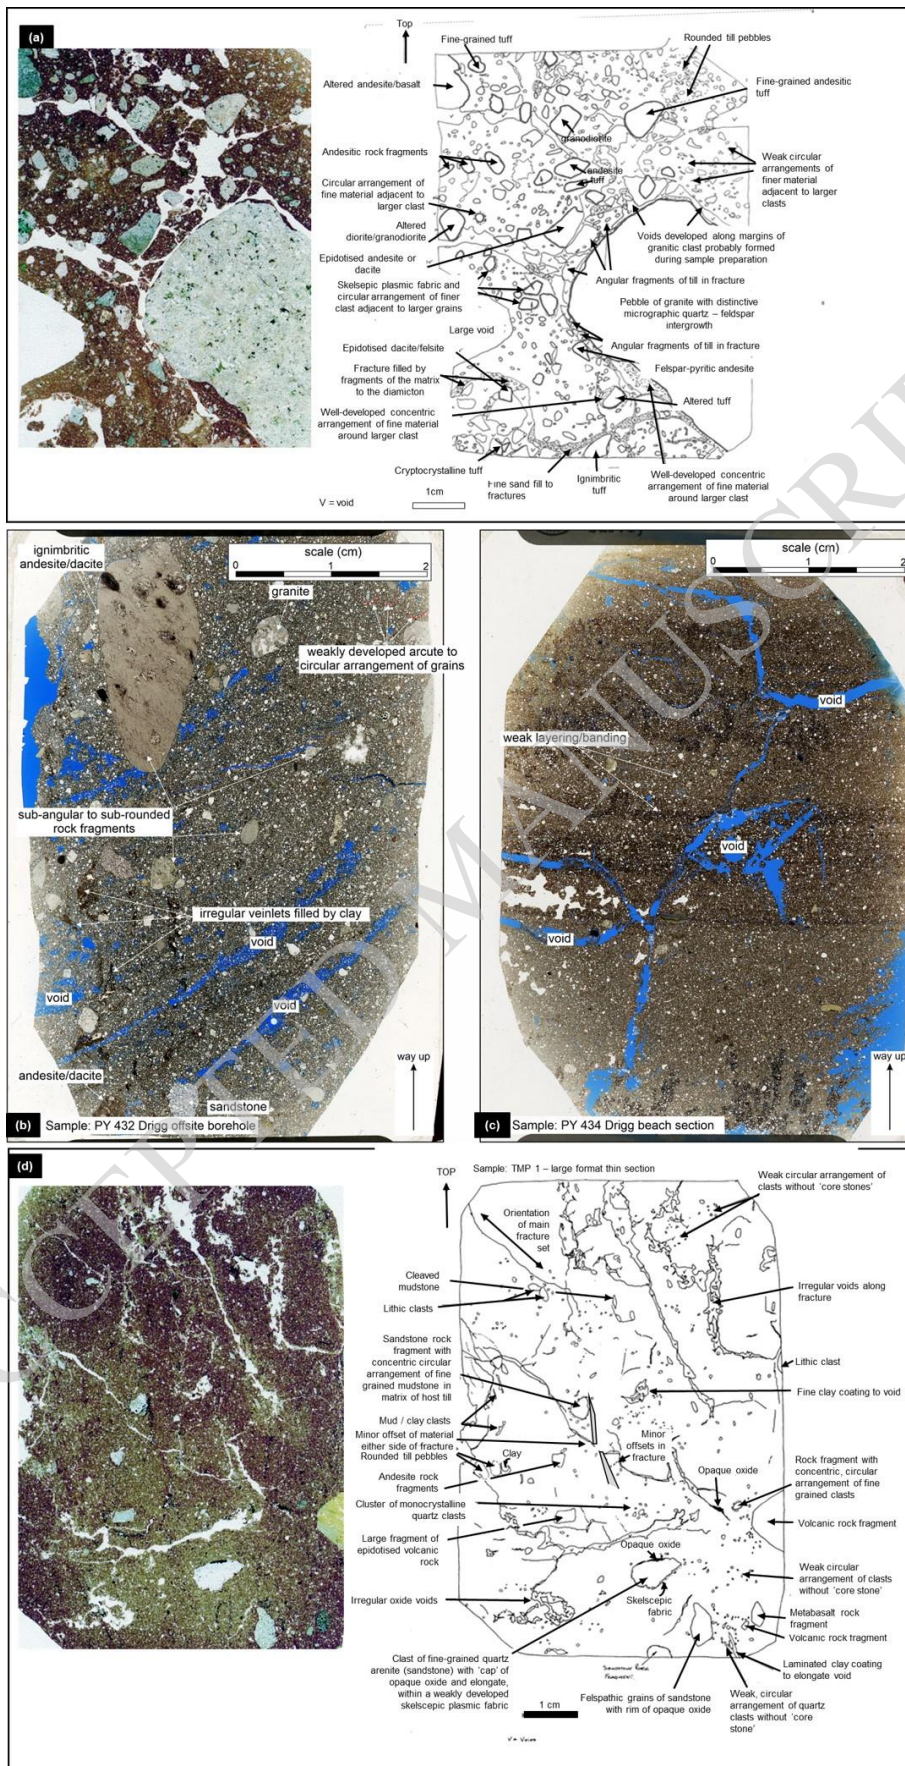 (a)
Top
Fine-grained tuff
Rounded till pebbles
Altered andesite/basalt
Fine-grained andesitic
tuff
granodiorite
Andesitic rock fragments
andesite
tuff
Weak circular
arrangements of
finer material
adjacent to larger
clasts
Circular arrangement of
fine material adjacent to
larger clast
Altered
diorite/granodiorite
Voids developed along margins of
granitic clast probably formed
during sample preparation
Epidotised andesite or
dacite
Angular fragments of till in fracture
Skelsepic plasmic fabric and
circular arrangement of finer
clast adjacent to larger grains
Pebble of granite with distinctive
micrographic quartz – feldspar
intergrowth
Large void
Angular fragments of till in fracture
Epidotised dacite/felsite
Felspar-pyritic andesite
Fracture filled by
fragments of the matrix
to the diamicton
Altered tuff
Well-developed concentric
arrangement of fine material
around larger clast
Cryptocrystalline tuff
Fine sand fill to
fractures
Ignimbritic
tuff
Well-developed concentric
arrangement of fine material
around larger clast
V = void
1cm
ignimbritic
andesite/dacite
scale (cm)
0 1 2
granite
weakly developed arcute to
circular arrangement of grains
sub-angular to sub-rounded
rock fragments
irregular veinlets filled by clay
void
void
void
andesite/dacite
sandstone
way up
(b) Sample: PY 432 Drigg offsite borehole
scale (cm)
0 1 2
void
weak layering/banding
void
void
way up
(c) Sample: PY 434 Drigg beach section
(d)
TOP
Sample: TMP 1 – large format thin section
Weak circular arrangement of
clasts without 'core stones'
Orientation of
main
fracture
set
Cleaved
mudstone
Lithic clasts
Irregular voids along
fracture
Sandstone rock
fragment with
concentric circular
arrangement of fine
grained mudstone in
matrix of host till
Lithic clast
Fine clay coating to void
Mud / clay clasts
Minor offset of material
either side of fracture
Rounded till pebbles
Clay
Minor
offsets in
fracture
Andesite rock
fragments
Opaque oxide
Rock fragment with
concentric, circular
arrangement of fine
grained clasts
Cluster of monocrystalline
quartz clasts
Volcanic rock fragment
Large fragment of
epidotised volcanic
rock
Opaque oxide
Weak circular
arrangement of clasts
without 'core stone'
Skelscepic
fabric
Irregular oxide voids
Metabasalt rock
fragment
Volcanic rock fragment
Clast of fine-grained quartz
arenite (sandstone) with 'cap' of
opaque oxide and elongate,
within a weakly developed
skelscepic plasmic fabric
Laminated clay coating
to elongate void
SANDSTONE ROCK
FRAGMENT.
1 cm
Felspathic grains of sandstone
with rim of opaque oxide
Weak, circular
arrangement of quartz
clasts without 'core
stone'
V = Voids
ACCEPTED MANUSCRIPT